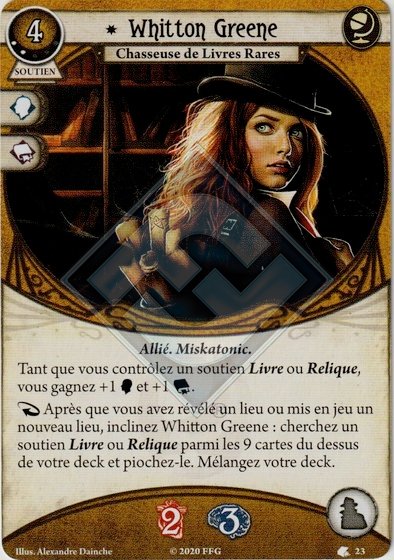 4
SOUTIEN
Whitton Greene
Chasseuse de Livres Rares
Allié. Miskatonic.
Tant que vous contrôlez un soutien Livre ou Relique,
vous gagnez +1 et +1 .
Après que vous avez révélé un lieu ou mis en jeu un
nouveau lieu, inclinez Whitton Greene : cherchez un
soutien Livre ou Relique parmi les 9 cartes du dessus
de votre deck et piochez-le. Mélangez votre deck.
2 3
Illus. Alexandre Dainche © 2020 FFG 23